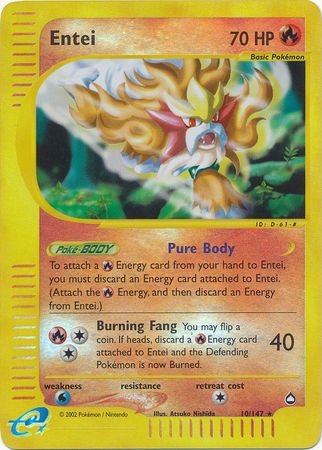 Entei 70 HP
Basic Pokémon
ID: D-61-#
Poké-BODY Pure Body
To attach a Energy card from your hand to Entei,
you must discard an Energy card attached to Entei.
(Attach the Energy, and then discard an Energy
from Entei.)
Burning Fang You may flip a
coin. If heads, discard a Energy card 40
attached to Entei and the Defending
Pokémon is now Burned.
weakness resistance retreat cost
e
© 2002 Pokémon / Nintendo Illus. Atsuko Nishida 10/147 ★